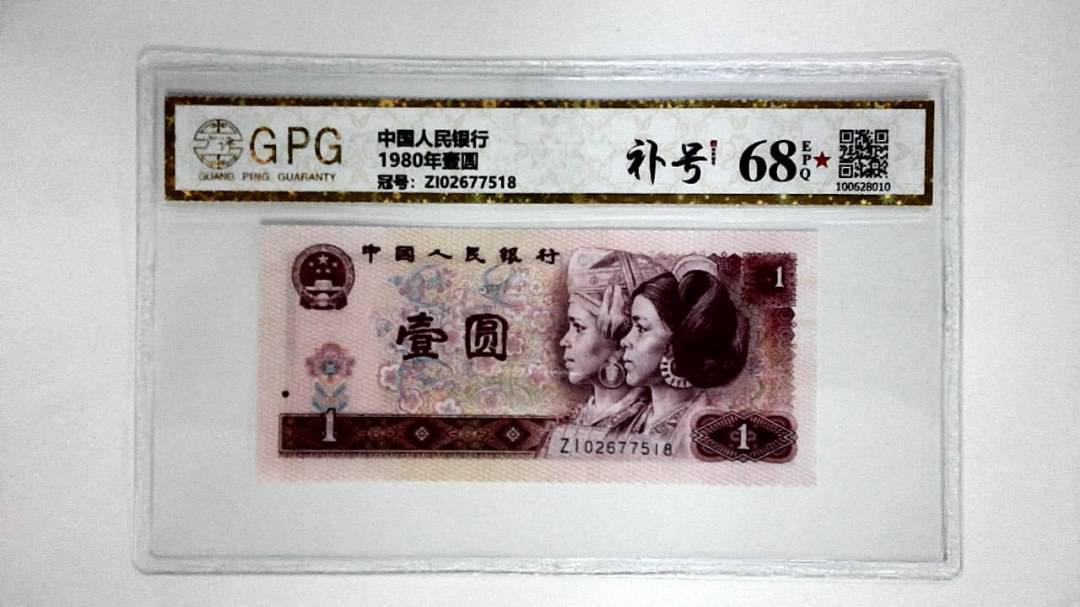 GPG
GUANG PING GUARANTY
中国人民银行
1980年壹圆
冠号：ZI02677518
补号
68
EPQ
100628010
中國人民银行
1
壹圆
1
ZI02677518
1